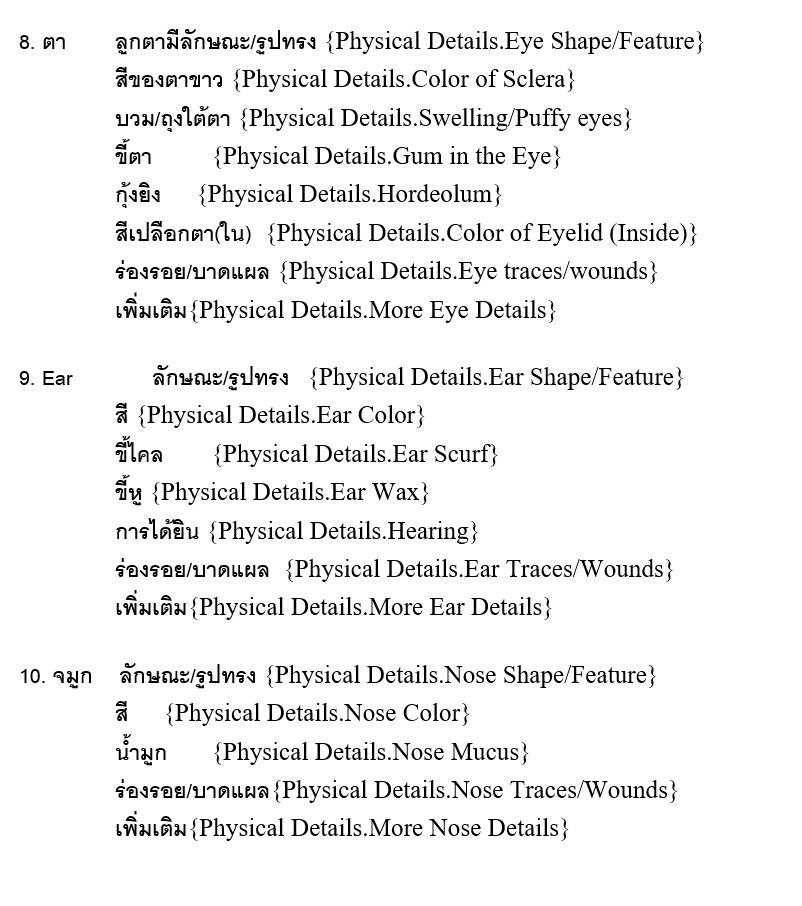 8. ตา ลูกตามีลักษณะ/รูปทรง {Physical Details.Eye Shape/Feature}
สีของตาขาว {Physical Details.Color of Sclera}
บวม/ถุงใต้ตา {Physical Details.Swelling/Puffy eyes}
ขี้ตา {Physical Details.Gum in the Eye}
กุ้งยิง {Physical Details.Hordeolum}
สีเปลือกตา(ใน) {Physical Details.Color of Eyelid (Inside)}
ร่องรอย/บาดแผล {Physical Details.Eye traces/wounds}
เพิ่มเติม{Physical Details.More Eye Details}
9. Ear ลักษณะ/รูปทรง {Physical Details.Ear Shape/Feature}
สี {Physical Details.Ear Color}
ขี้ไคล {Physical Details.Ear Scurf}
ขี้หู {Physical Details.Ear Wax}
การได้ยิน {Physical Details.Hearing}
ร่องรอย/บาดแผล {Physical Details.Ear Traces/Wounds}
เพิ่มเติม{Physical Details.More Ear Details}
10. จมูก ลักษณะ/รูปทรง {Physical Details.Nose Shape/Feature}
สี {Physical Details.Nose Color}
น้ำมูก {Physical Details.Nose Mucus}
ร่องรอย/บาดแผล{Physical Details.Nose Traces/Wounds}
เพิ่มเติม{Physical Details.More Nose Details}